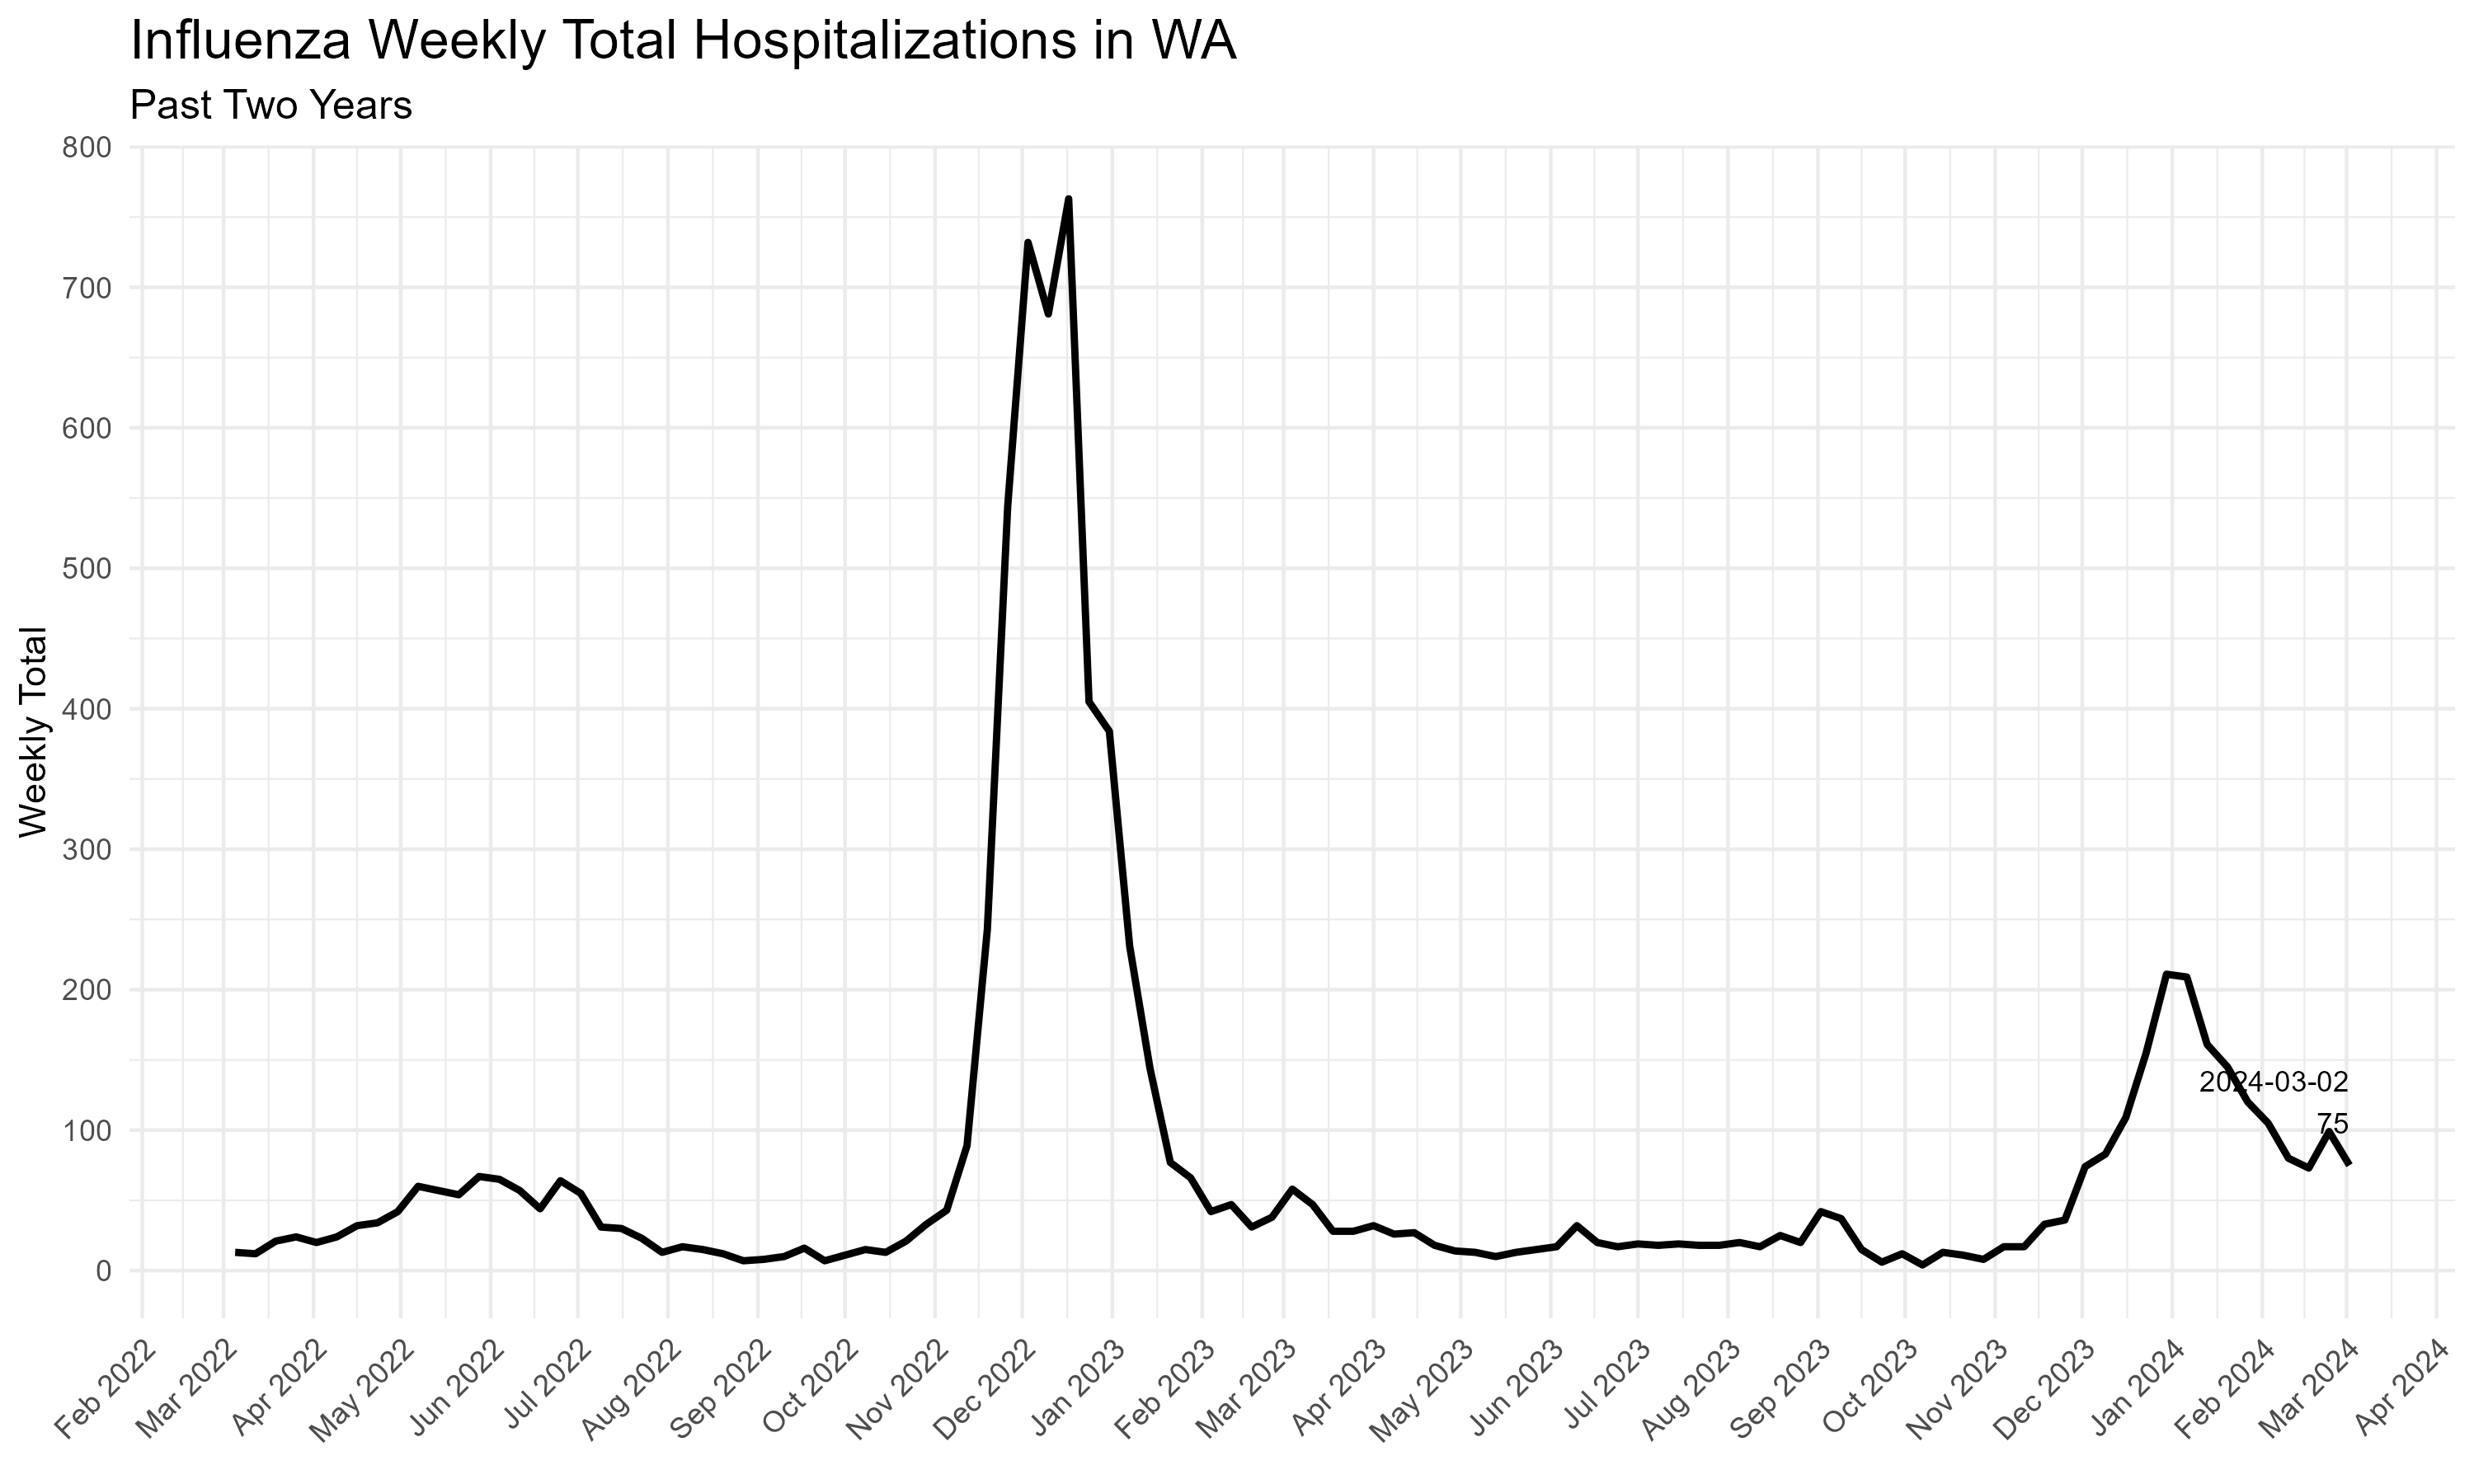 Influenza Weekly Total Hospitalizations in WA
Past Two Years
800
700
600
500
400
300
200
100
0
Weekly Total
2024-03-02
75
Feb 2022
Mar 2022
Apr 2022
May 2022
Jun 2022
Jul 2022
Aug 2022
Sep 2022
Oct 2022
Nov 2022
Dec 2022
Jan 2023
Feb 2023
Mar 2023
Apr 2023
May 2023
Jun 2023
Jul 2023
Aug 2023
Sep 2023
Oct 2023
Nov 2023
Dec 2023
Jan 2024
Feb 2024
Mar 2024
Apr 2024